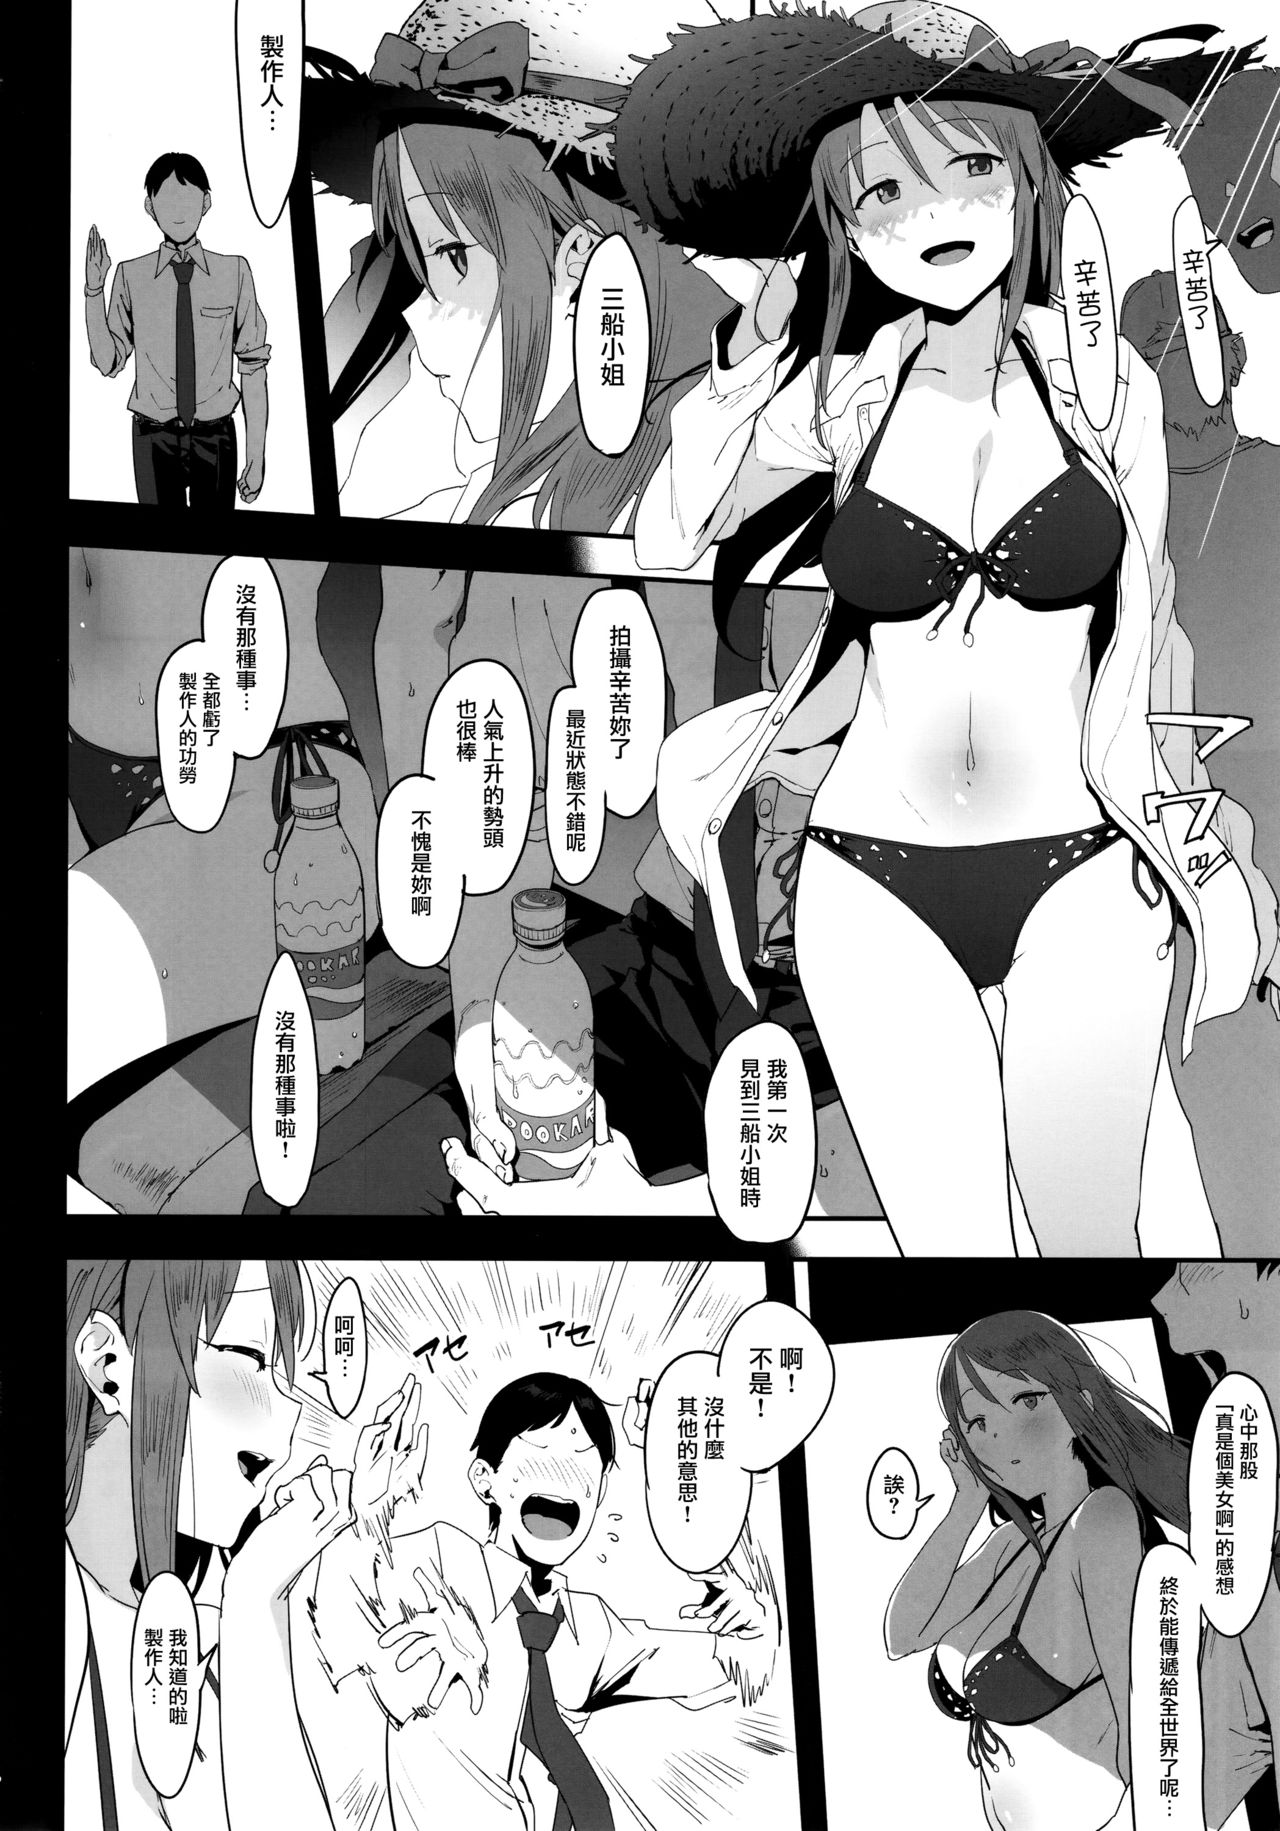 辛苦了
辛苦了
ワ
ワ
ッ
三船小姐
製作人…
拍攝辛苦妳了
最近狀態不錯呢
人氣上升的勢頭
也很棒
不愧是妳啊
沒有那種事…
全都虧了
製作人的功勞
POOKAR
OOKAR
沒有那種事啦！
我第一次
見到三船小姐時
心中那股
「真是個美女啊」的感想
終於能傳遞給全世界了呢…
誒？
啊！
不是！
沒什麼
其他的意思！
アセ
アセ
呵呵…
我知道的啦
製作人…